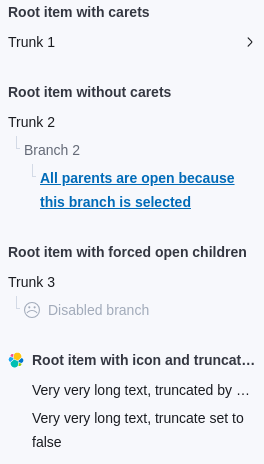 Root item with carets
Trunk 1
Root item without carets
Trunk 2
Branch 2
All parents are open because
this branch is selected
Root item with forced open children
Trunk 3
Disabled branch
Root item with icon and truncat…
Very very long text, truncated by …
Very very long text, truncate set to
false